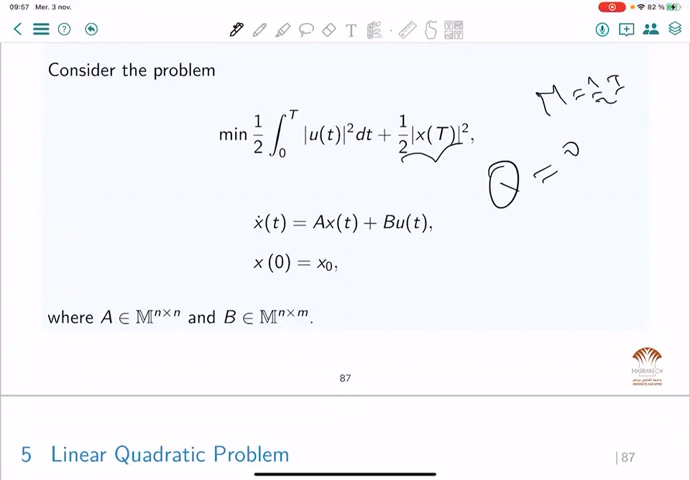 09:57 Mer. 3 nov.
82 %
Consider the problem
M = 1/2 I
min 1/2 ∫₀ᵀ |u(t)|² dt + 1/2 |x(T)|²,
Q = 0
ẋ(t) = Ax(t) + Bu(t),
x (0) = x₀,
where A ∈ 𝕄ⁿˣⁿ and B ∈ 𝕄ⁿˣᵐ.
87
5 Linear Quadratic Problem
| 87